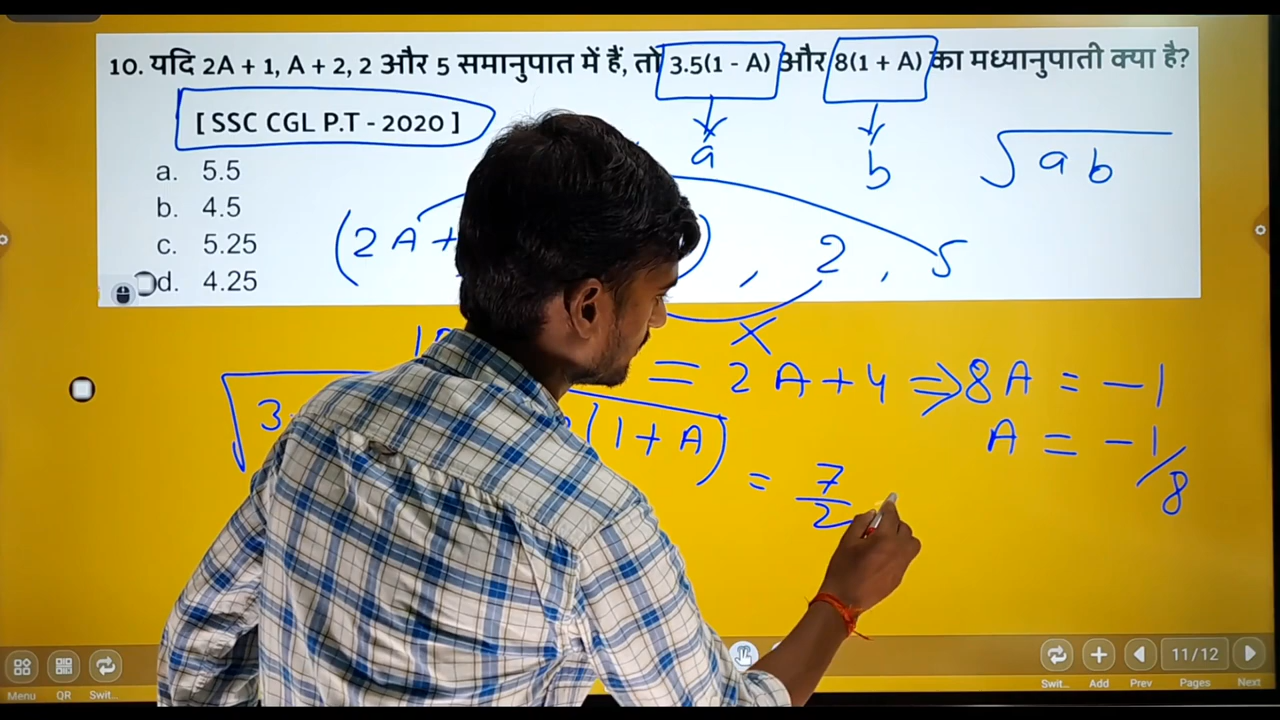 10. यदि 2A + 1, A + 2, 2 और 5 समानुपात में हैं, तो 3.5(1 - A) और 8(1 + A) का मध्यानुपाती क्या है?
[ SSC CGL P.T - 2020 ]
a. 5.5
b. 4.5
c. 5.25
d. 4.25
a
b
√ab
(2A+ ) , 2 , 5
= 2A+4 ⇒ 8A = -1
√3. (1+A)
A = -1/8
= 7/2
Menu
QR
Swit...
Swit...
Add
Prev
11/12
Pages
Next